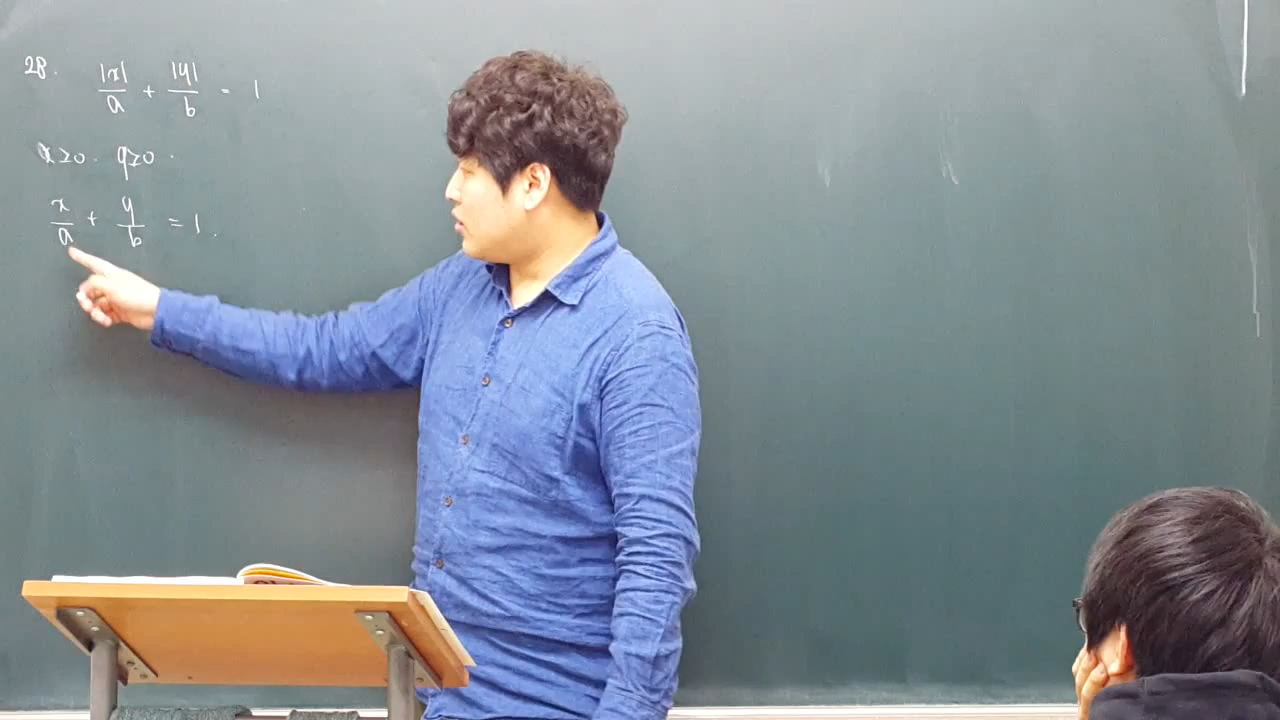 28. |x|/a + |y|/b = 1
x≥0. y≥0.
x/a + y/b = 1.